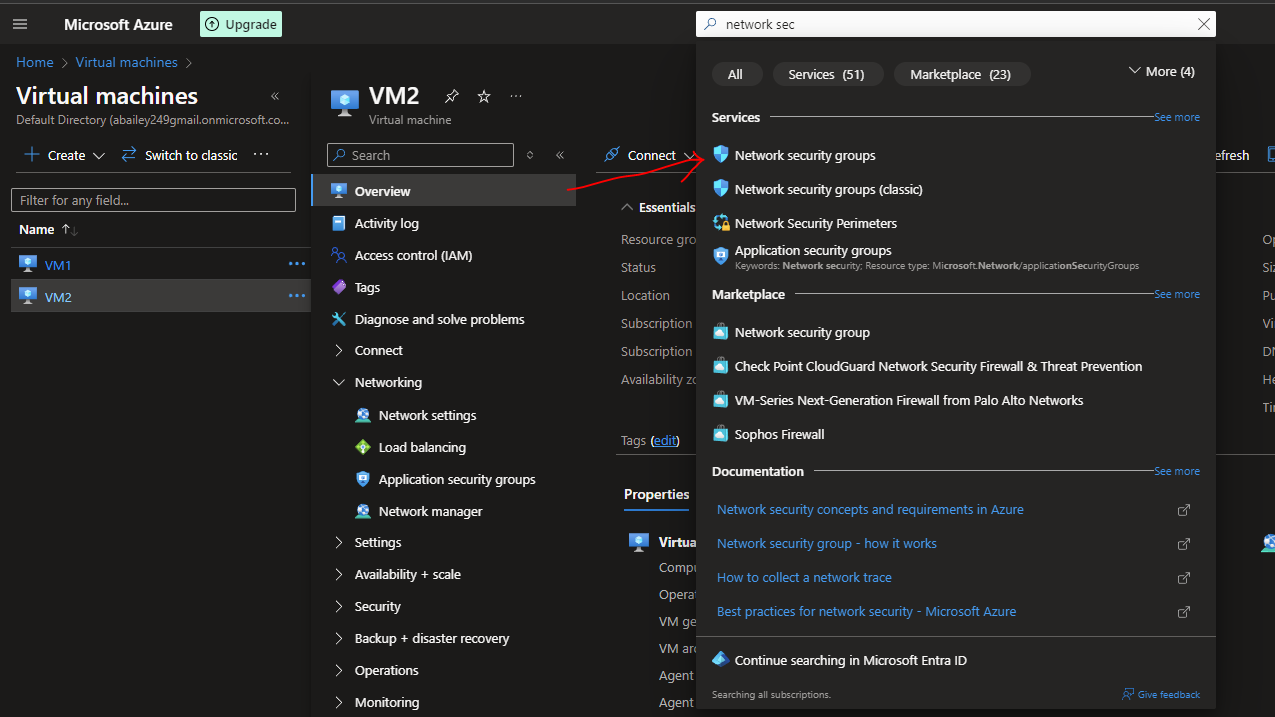 Microsoft Azure
Upgrade
network sec
Home > Virtual machines >
Virtual machines
Default Directory (abailey249gmail.onmicrosoft.co...
Create
Switch to classic
Filter for any field...
Name
VM1
VM2
VM2
Virtual machine
Search
Overview
Activity log
Access control (IAM)
Tags
Diagnose and solve problems
Connect
Networking
Network settings
Load balancing
Application security groups
Network manager
Settings
Availability + scale
Security
Backup + disaster recovery
Operations
Monitoring
Connect
Essentials
Resource gro
Status
Location
Subscription
Subscription
Availability zo
Tags (edit)
Properties
Virtua
Compu
Operat
VM ge
VM arc
Agent
Agent
All
Services (51)
Marketplace (23)
More (4)
Services
See more
Network security groups
Network security groups (classic)
Network Security Perimeters
Application security groups
Keywords: Network security; Resource type: Microsoft.Network/applicationSecurityGroups
Marketplace
See more
Network security group
Check Point CloudGuard Network Security Firewall & Threat Prevention
VM-Series Next-Generation Firewall from Palo Alto Networks
Sophos Firewall
Documentation
See more
Network security concepts and requirements in Azure
Network security group - how it works
How to collect a network trace
Best practices for network security - Microsoft Azure
Continue searching in Microsoft Entra ID
Searching all subscriptions.
Give feedback
efresh
Op
Siz
Pu
Vi
DN
He
Ti